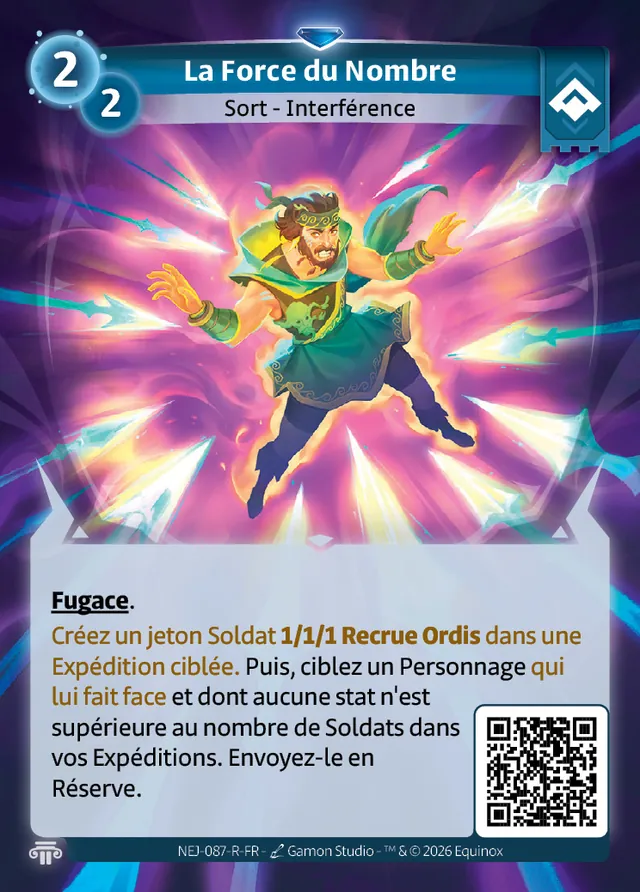 2
2
La Force du Nombre
Sort - Interférence
Fugace.
Créez un jeton Soldat 1/1/1 Recrue Ordis dans une
Expédition ciblée. Puis, ciblez un Personnage qui
lui fait face et dont aucune stat n'est
supérieure au nombre de Soldats dans
vos Expéditions. Envoyez-le en
Réserve.
NEJ-087-R-FR - Gamon Studio - ™ & © 2026 Equinox